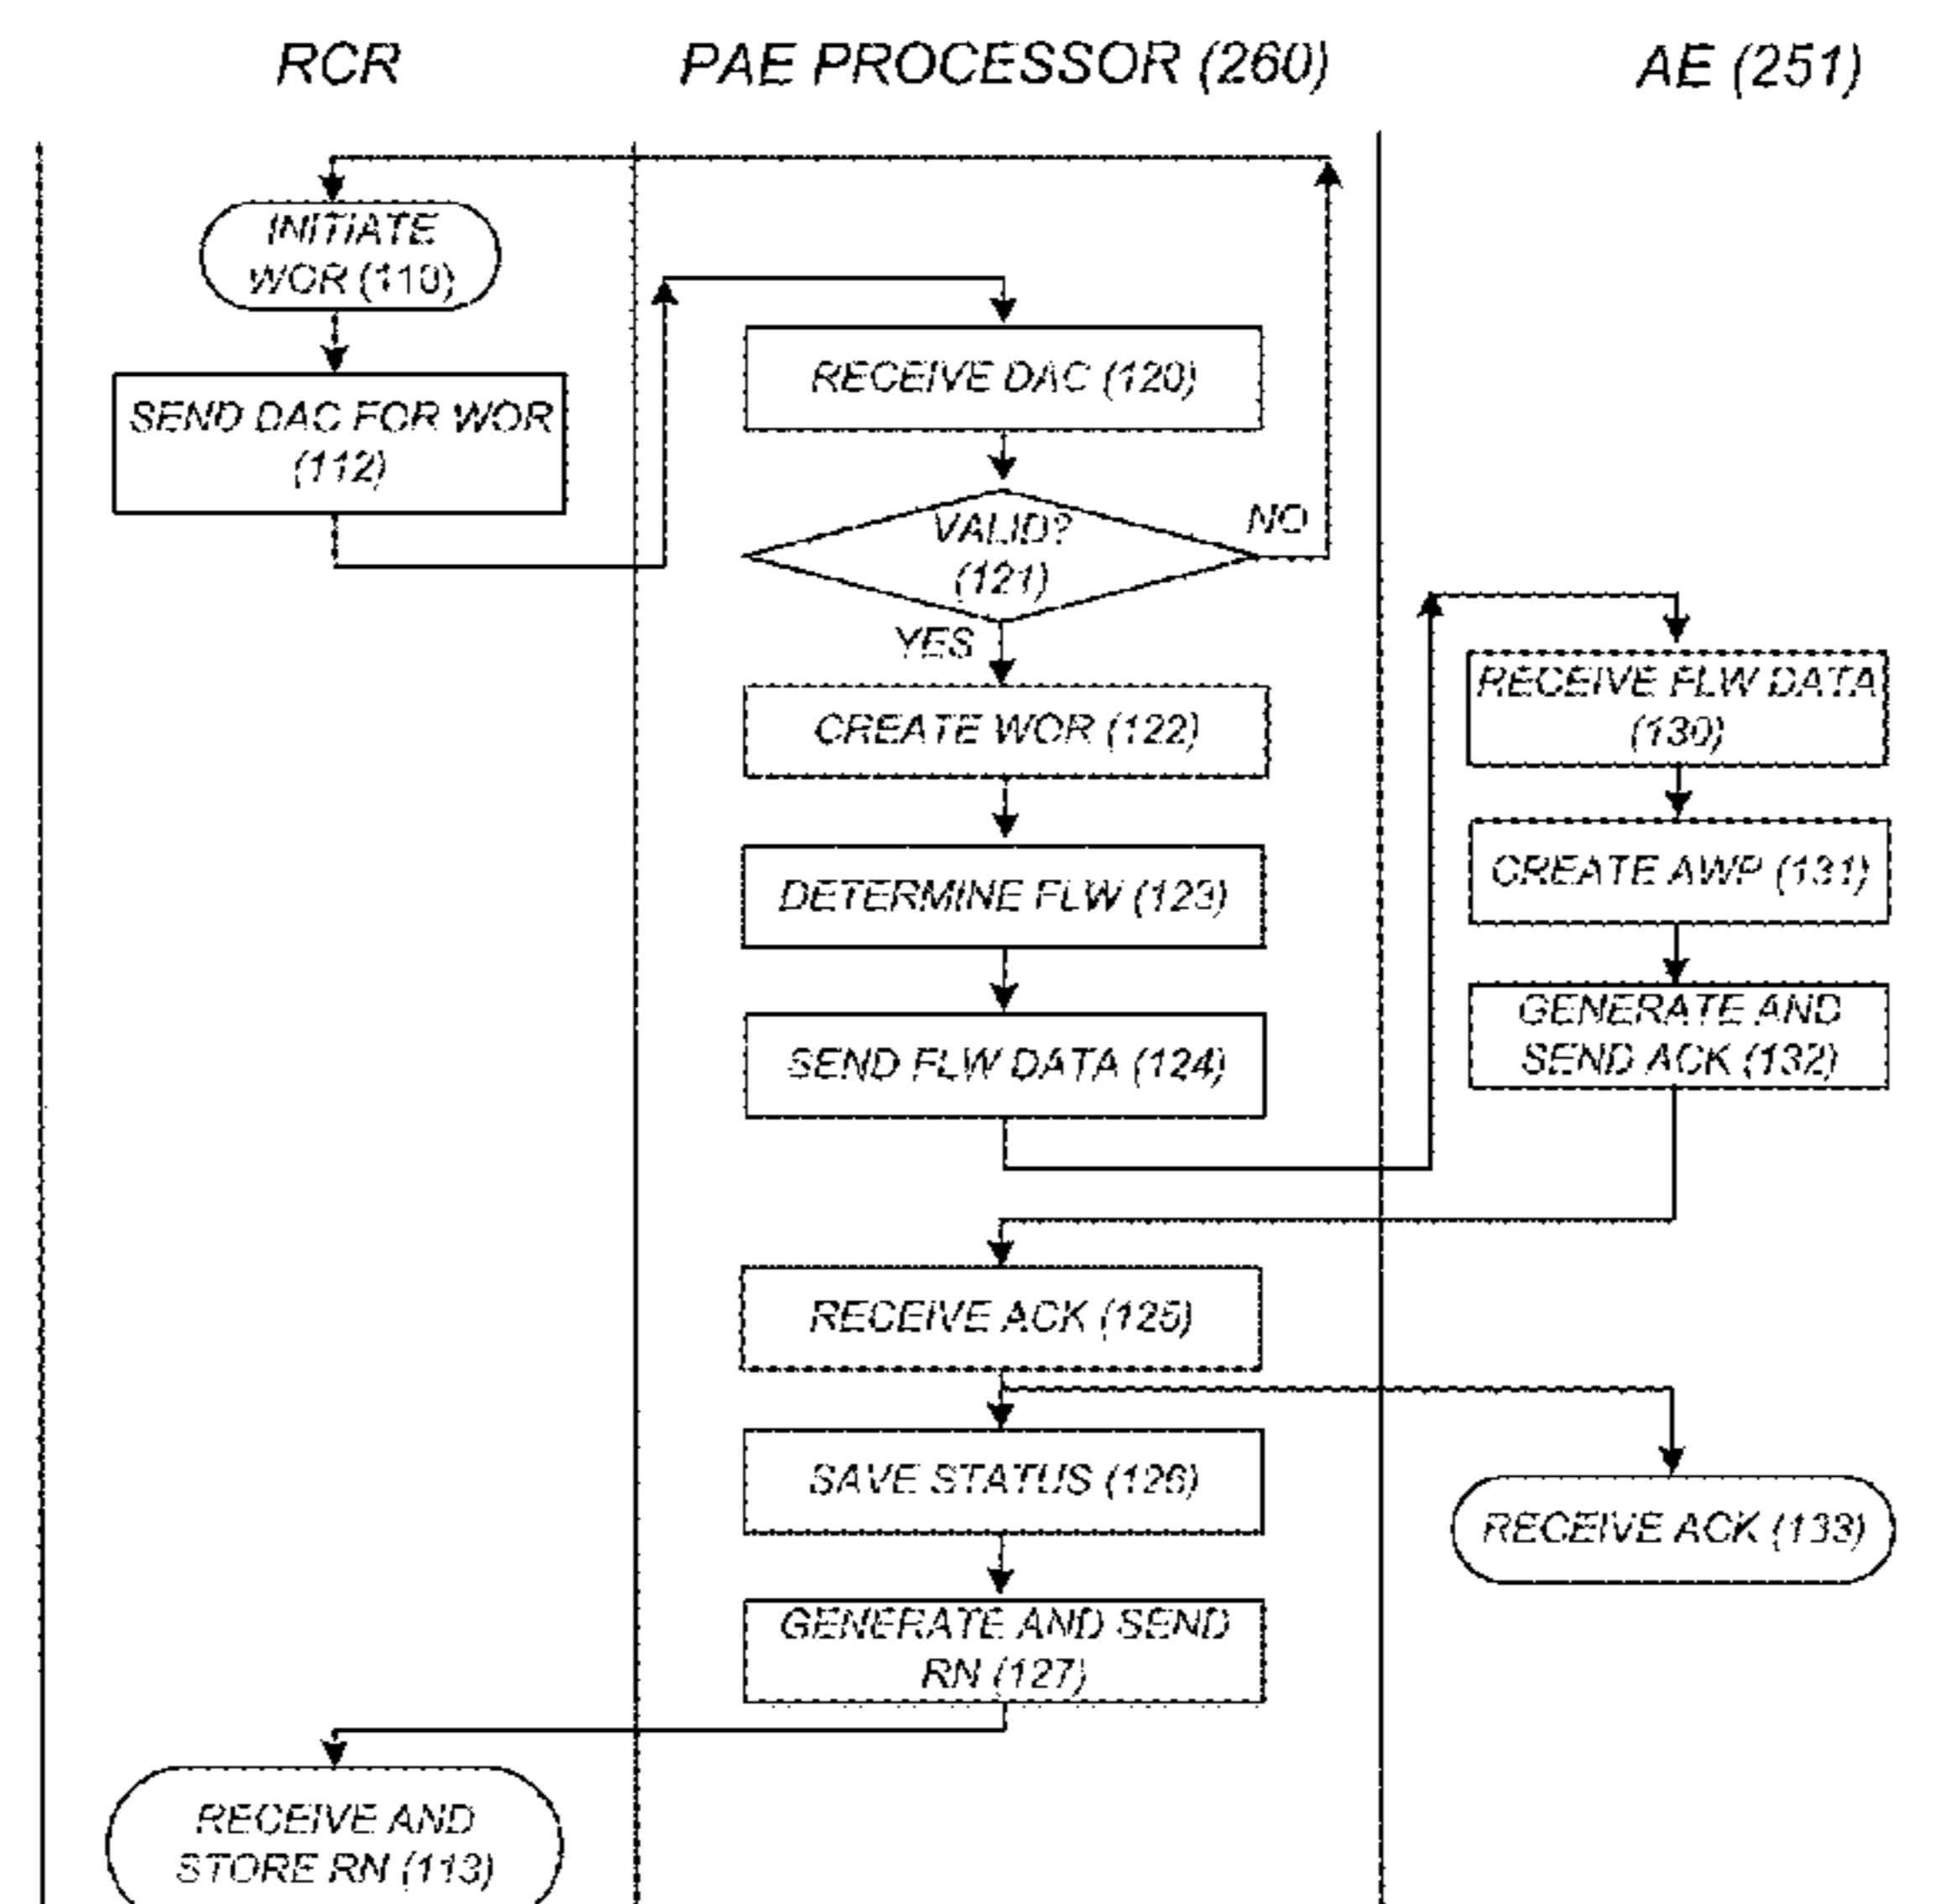 RCR
PAE PROCESSOR (260)
AE (251)
INITIATE
WOR (110)
SEND DAC FOR WOR
(112)
RECEIVE DAC (120)
VALID?
(121)
NO
YES
CREATE WOR (122)
DETERMINE FLW (123)
SEND FLW DATA (124)
RECEIVE FLW DATA
(130)
CREATE AWP (131)
GENERATE AND
SEND ACK (132)
RECEIVE ACK (125)
SAVE STATUS (126)
RECEIVE ACK (133)
GENERATE AND SEND
RN (127)
RECEIVE AND
STORE RN (113)